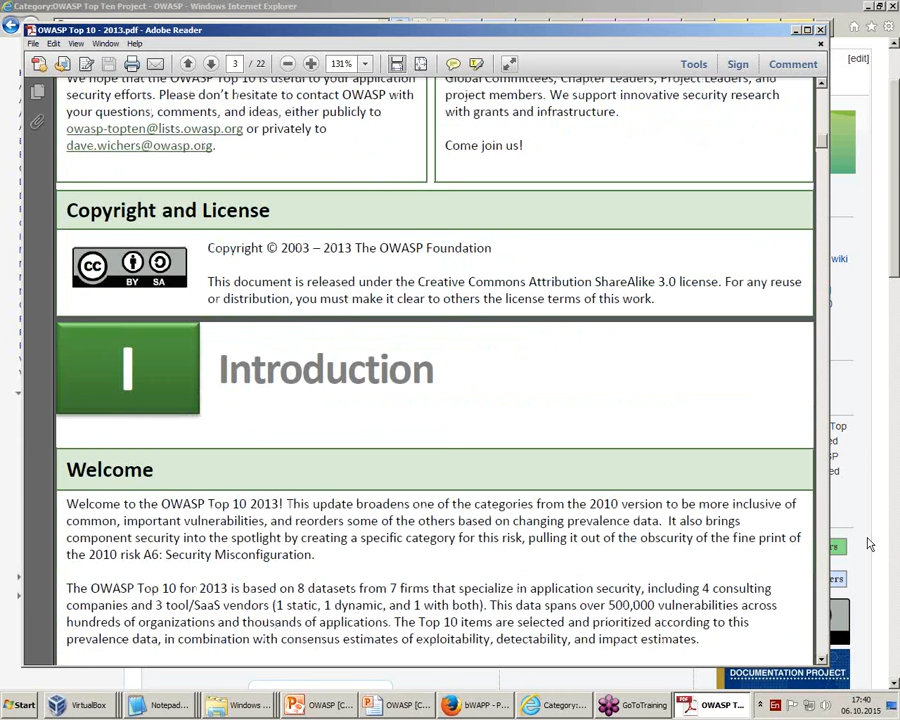 Category:OWASP Top Ten Project - Windows Internet Explorer
OWASP Top 10 - 2013.pdf - Adobe Reader
File Edit View Window Help
3 / 22
131%
Tools Sign Comment
[edit]
We hope that the OWASP Top 10 is useful to your application
security efforts. Please don't hesitate to contact OWASP with
your questions, comments, and ideas, either publicly to
owasp-topten@lists.owasp.org or privately to
dave.wichers@owasp.org.
Global Committees, Chapter Leaders, Project Leaders, and
project members. We support innovative security research
with grants and infrastructure.
Come join us!
Copyright and License
CC
BY SA
Copyright © 2003 – 2013 The OWASP Foundation
This document is released under the Creative Commons Attribution ShareAlike 3.0 license. For any reuse
or distribution, you must make it clear to others the license terms of this work.
wiki
I
Introduction
Welcome
Welcome to the OWASP Top 10 2013! This update broadens one of the categories from the 2010 version to be more inclusive of
common, important vulnerabilities, and reorders some of the others based on changing prevalence data. It also brings
component security into the spotlight by creating a specific category for this risk, pulling it out of the obscurity of the fine print of
the 2010 risk A6: Security Misconfiguration.
The OWASP Top 10 for 2013 is based on 8 datasets from 7 firms that specialize in application security, including 4 consulting
companies and 3 tool/SaaS vendors (1 static, 1 dynamic, and 1 with both). This data spans over 500,000 vulnerabilities across
hundreds of organizations and thousands of applications. The Top 10 items are selected and prioritized according to this
prevalence data, in combination with consensus estimates of exploitability, detectability, and impact estimates.
Top
ed
SP
ed
rs
ers
DOCUMENTATION PROJECT
Start VirtualBox Notepad... Windows ... OWASP [C... OWASP [C... bWAPP - P... Category:... GoToTraining OWASP T... En 17:40
06.10.2015